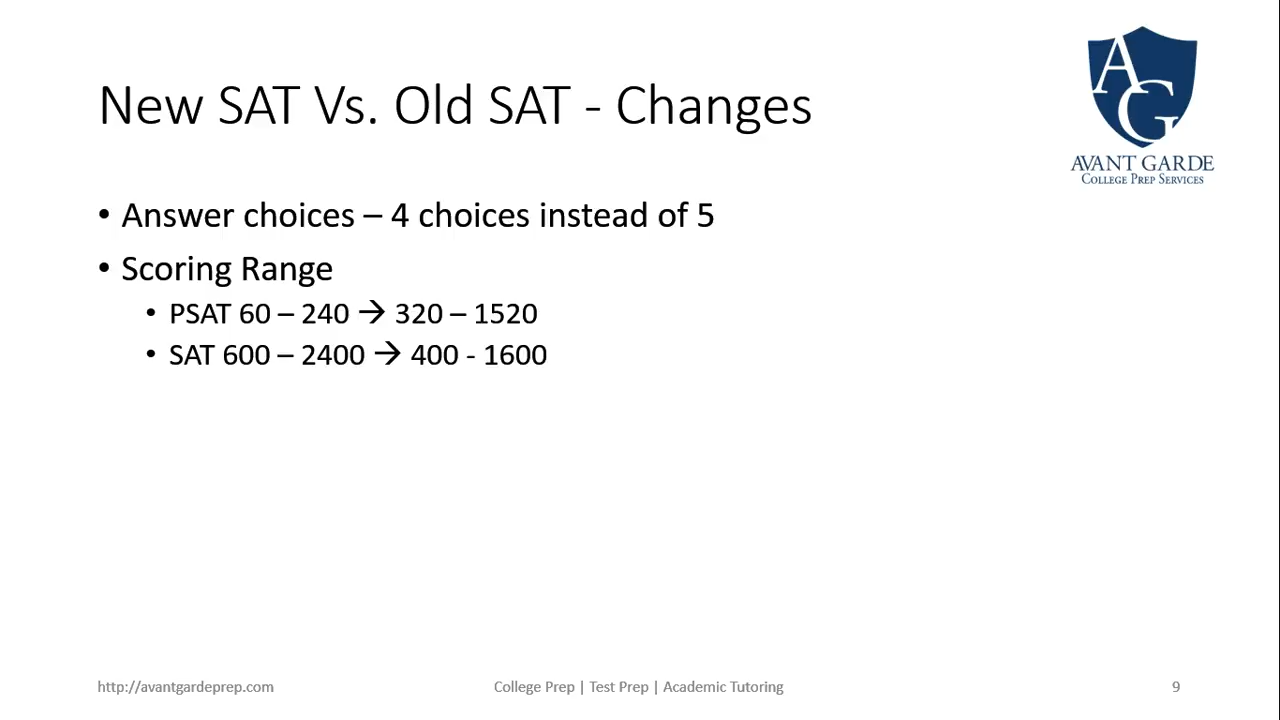 New SAT Vs. Old SAT - Changes
AG
AVANT GARDE
COLLEGE PREP SERVICES
• Answer choices – 4 choices instead of 5
• Scoring Range
• PSAT 60 – 240 → 320 – 1520
• SAT 600 – 2400 → 400 - 1600
http://avantgardeprep.com
College Prep | Test Prep | Academic Tutoring
9